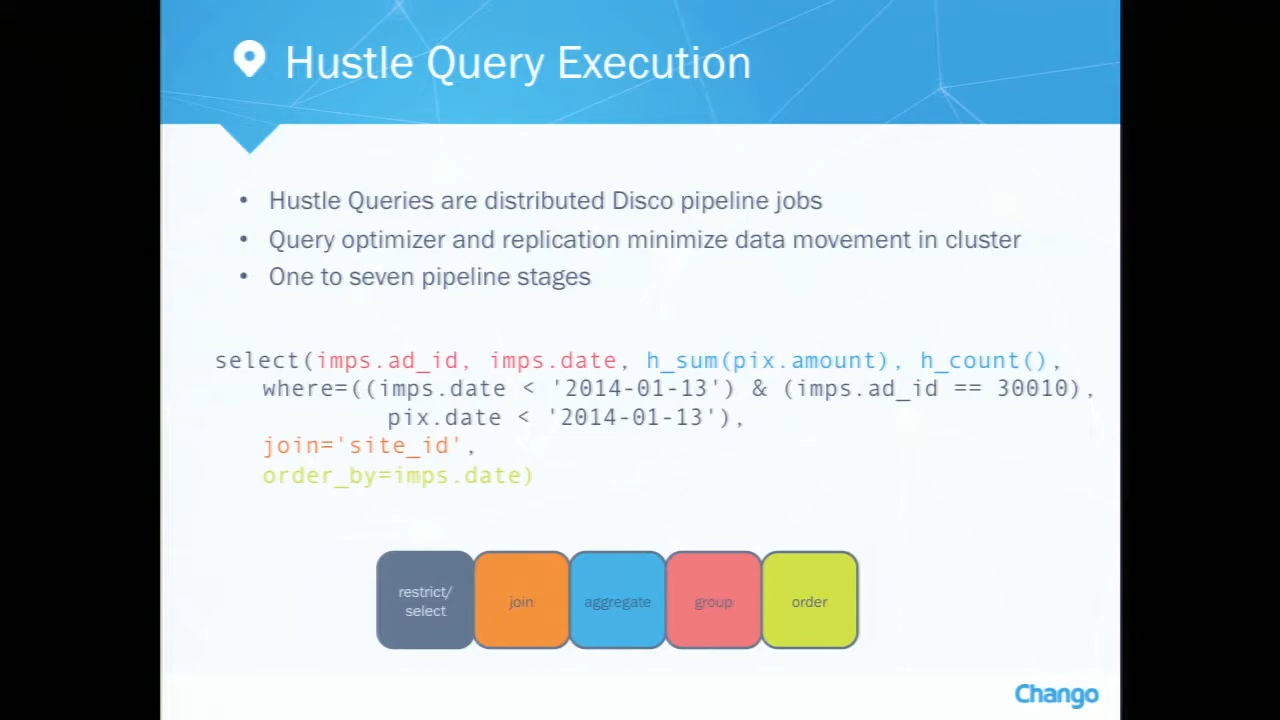 Hustle Query Execution
• Hustle Queries are distributed Disco pipeline jobs
• Query optimizer and replication minimize data movement in cluster
• One to seven pipeline stages
select(imps.ad_id, imps.date, h_sum(pix.amount), h_count(),
where=((imps.date < '2014-01-13') & (imps.ad_id == 30010),
pix.date < '2014-01-13'),
join='site_id',
order_by=imps.date)
restrict/
select
join
aggregate
group
order
Chango